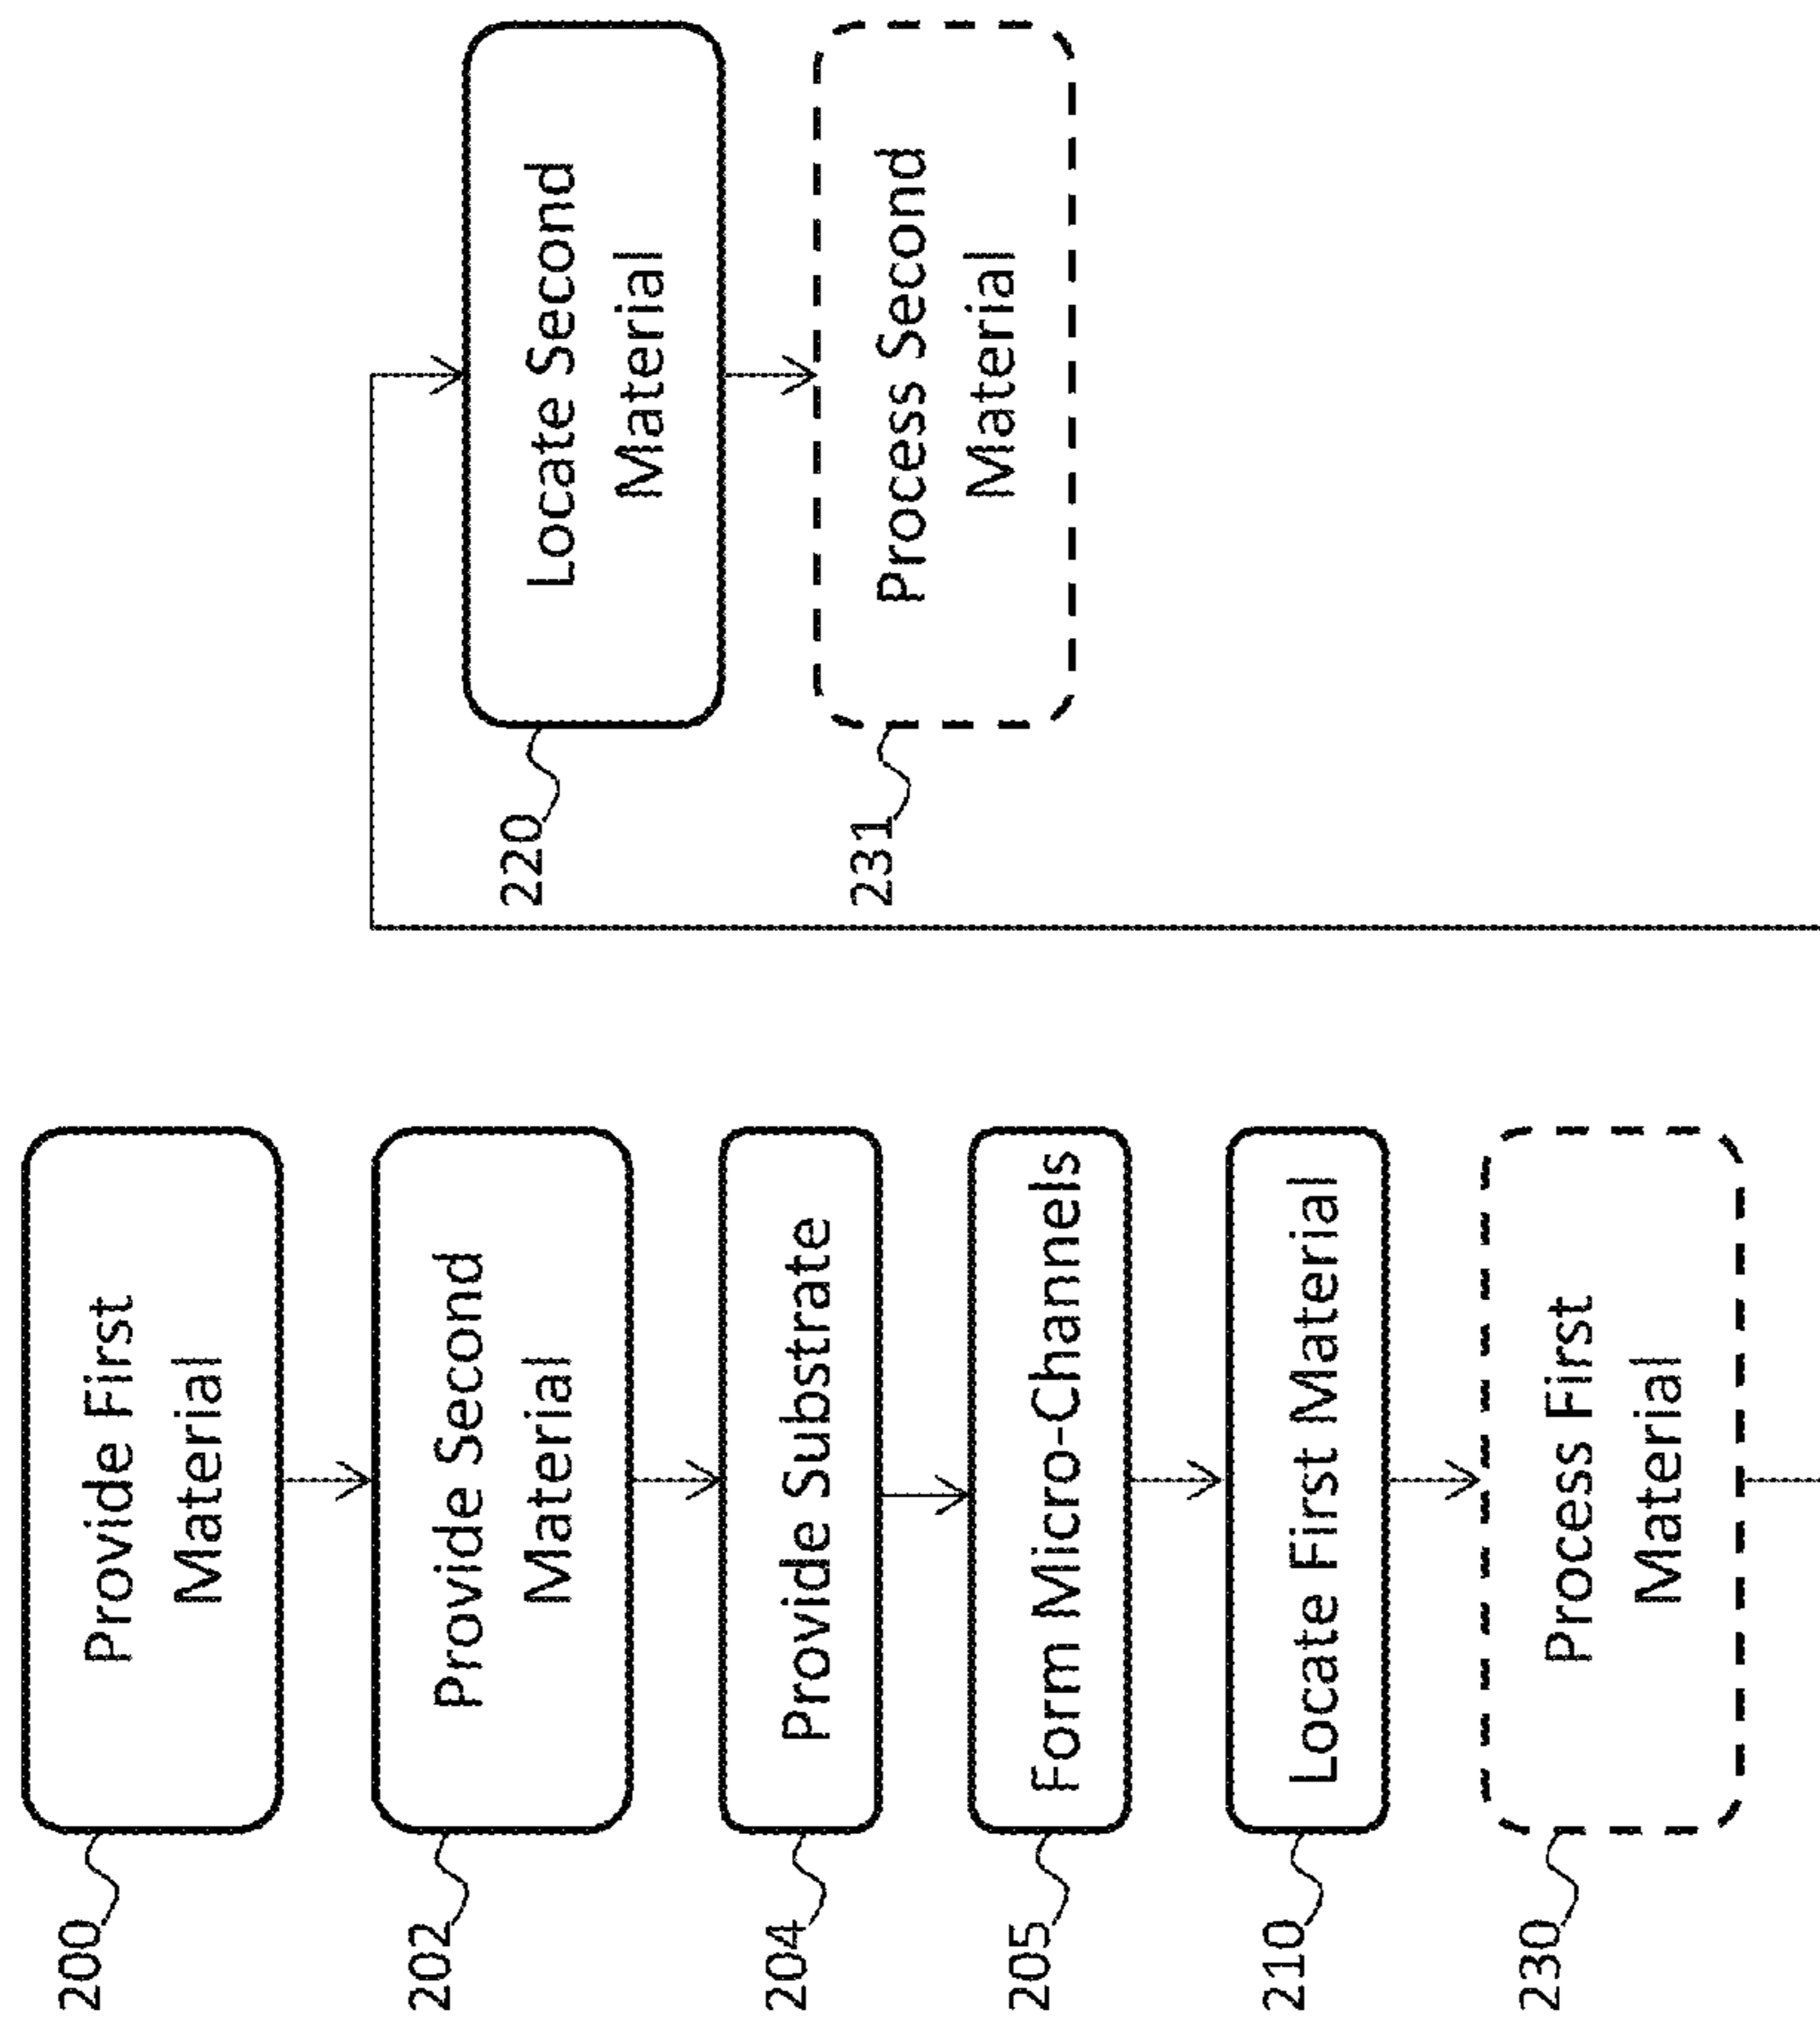 200
Provide First
Material
202
Provide Second
Material
204
Provide Substrate
205
Form Micro-Channels
210
Locate First Material
230
Process First
Material
220
Locate Second
Material
231
Process Second
Material